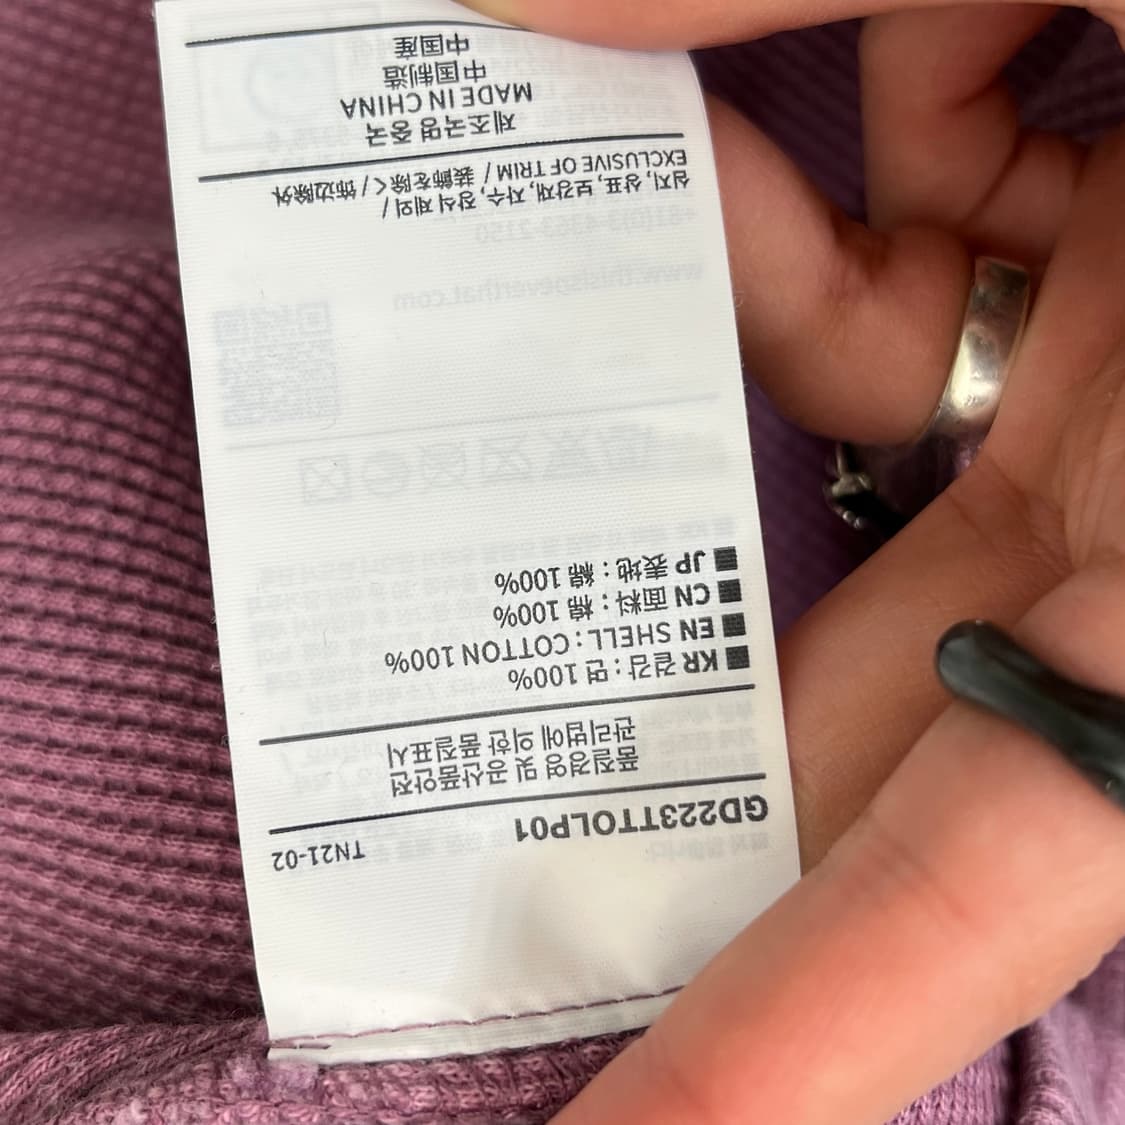 GD223TTOLP01 TN21-02
품질경영 및 공산품안전
관리법에 의한 품질표시
■ KR 겉감 : 면 100%
■ EN SHELL : COTTON 100%
■ CN 面料 : 棉 100%
■ JP 表地 : 綿 100%
www.thisisneverthat.com
+81(0)3-4363-2150
심지, 상표, 보강재, 자수, 장식 제외 /
EXCLUSIVE OF TRIM / 装飾を除く / 饰边除外
제조국명 중국
MADE IN CHINA
中国制造
中国産